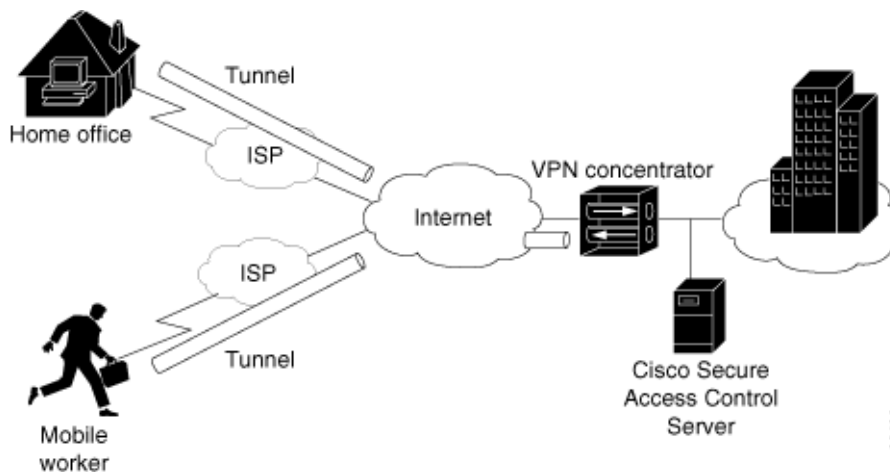 Tunnel
Home office
ISP
VPN concentrator
Internet
ISP
Tunnel
Mobile
worker
Cisco Secure
Access Control
Server